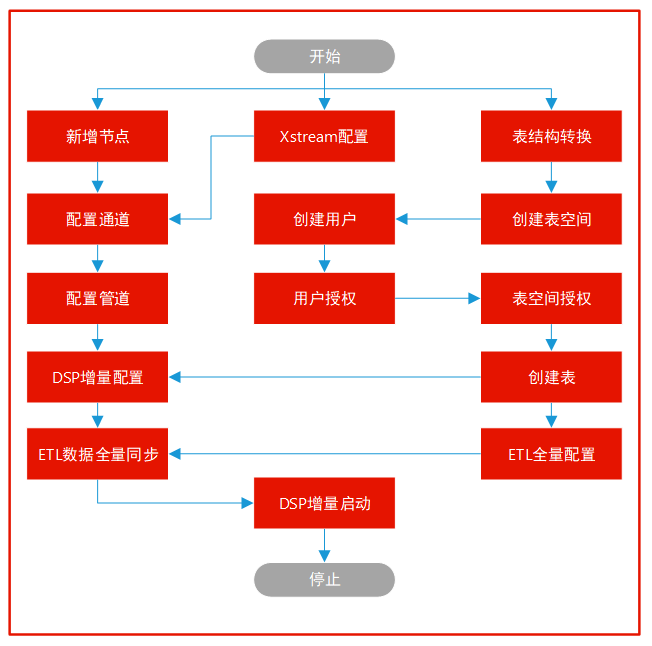 开始
新增节点
Xstream配置
表结构转换
配置通道
创建用户
创建表空间
配置管道
用户授权
表空间授权
DSP增量配置
创建表
ETL数据全量同步
ETL全量配置
DSP增量启动
停止